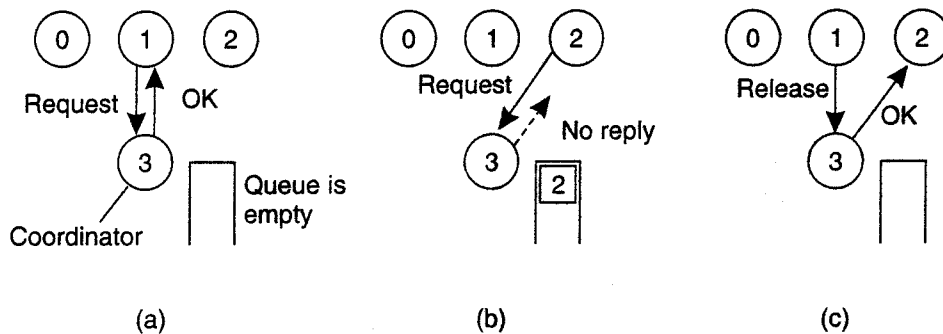 0 1 2
Request OK
3
Queue is
empty
Coordinator
(a)
0 1 2
Request
No reply
3
2
(b)
0 1 2
Release
OK
3
(c)